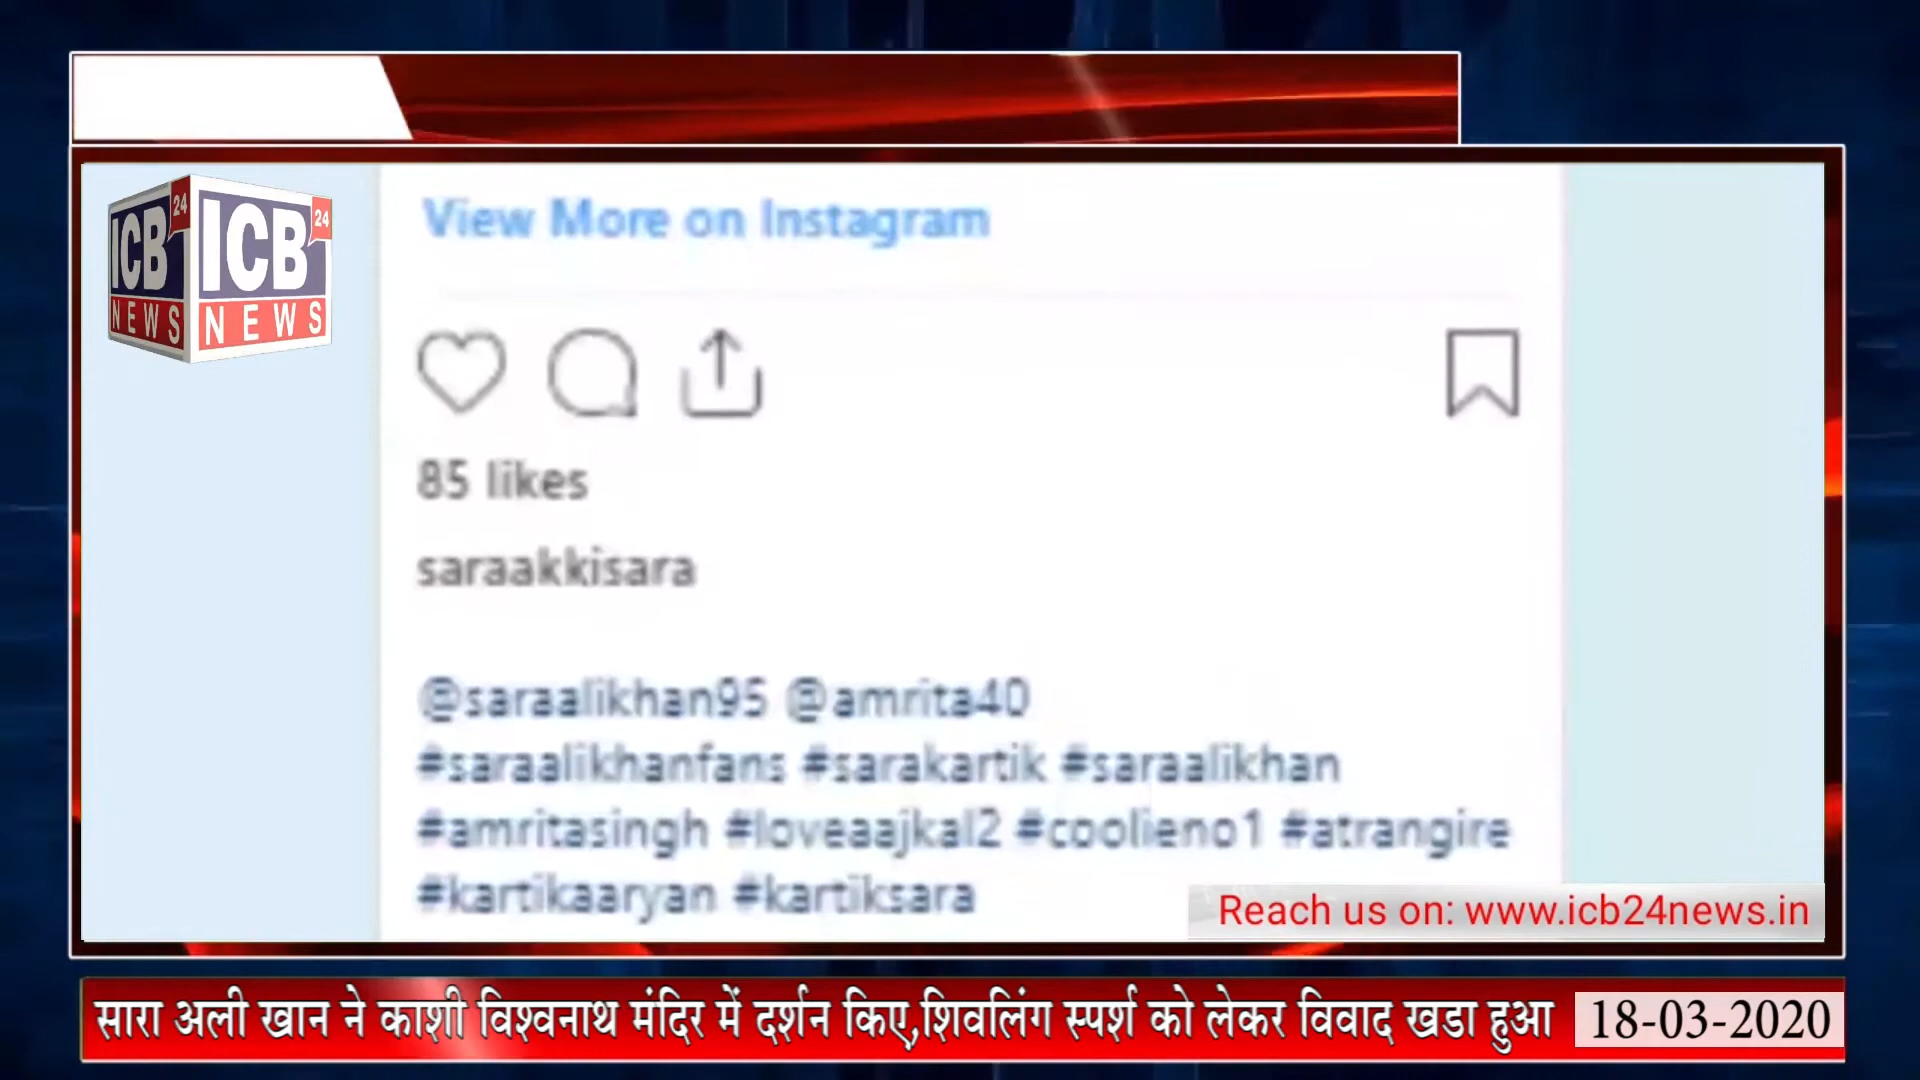 ICB 24
NEWS
ICB 24
NEWS
View More on Instagram
85 likes
saraakkisara
@saraalikhan95 @amrita40
#saraalikhanfans #sarakartik #saraalikhan
#amritasingh #loveaajkal2 #coolieno1 #atrangire
#kartikaaryan #kartiksara
Reach us on: www.icb24news.in
सारा अली खान ने काशी विश्वनाथ मंदिर में दर्शन किए,शिवलिंग स्पर्श को लेकर विवाद खडा हुआ
18-03-2020